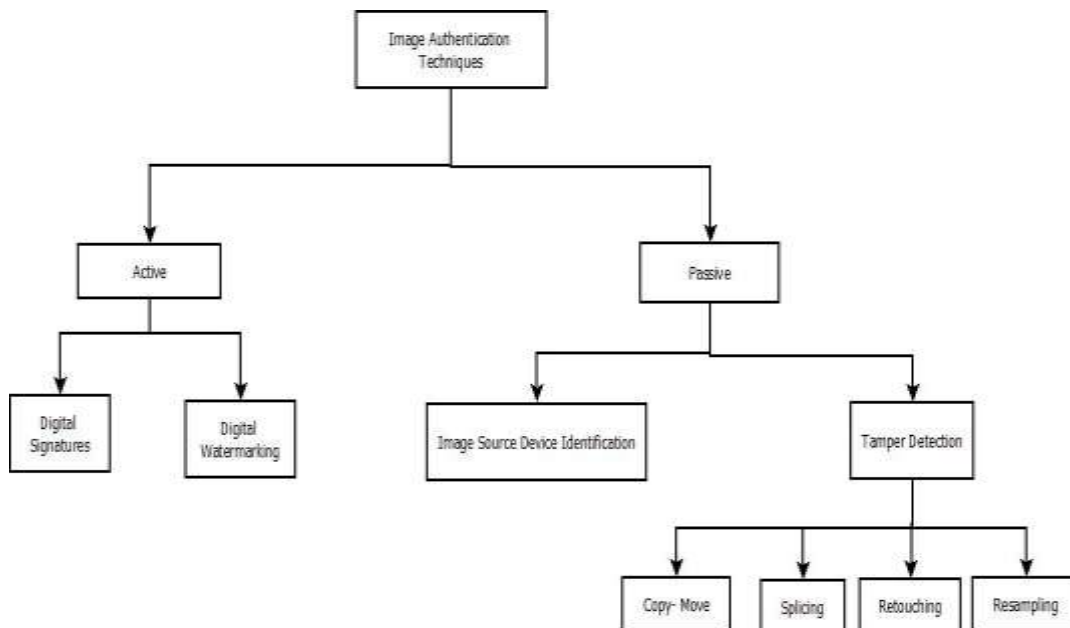 Image Authentication
Techniques
Active
Passive
Digital
Signatures
Digital
Watermarking
Image Source Device Identification
Tamper Detection
Copy- Move
Splicing
Retouching
Resampling